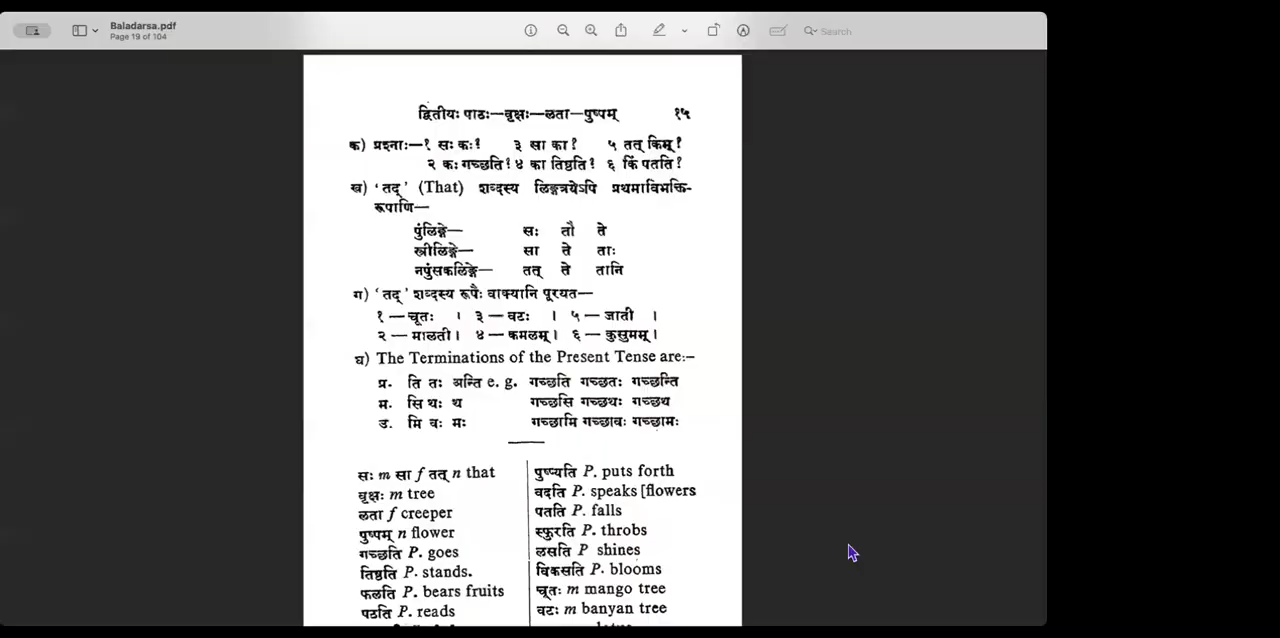 Baladarsa.pdf
Page 19 of 104
Search
द्वितीयः पाठः—वृक्षः—लता—पुष्पम् १५
क) प्रश्नाः—१ सः कः? ३ सा का? ५ तत् किम्?
२ कः गच्छति? ४ का तिष्ठति? ६ किं पतति?
ख) 'तद्' (That) शब्दस्य लिङ्गत्रयेऽपि प्रथमाविभक्ति-
रूपाणि—
पुंलिङ्गे— सः तौ ते
स्त्रीलिङ्गे— सा ते ताः
नपुंसकलिङ्गे— तत् ते तानि
ग) 'तद्' शब्दस्य रूपैः वाक्यानि पूरयत—
१ — चूतः । ३ — वटः । ५ — जाती ।
२ — मालती। ४ — कमलम्। ६ — कुसुमम्।
घ) The Terminations of the Present Tense are:-
प्र. ति तः अन्ति e. g. गच्छति गच्छतः गच्छन्ति
म. सि थः थ गच्छसि गच्छथः गच्छथ
उ. मि वः मः गच्छामि गच्छावः गच्छामः
सः m सा f तत् n that
वृक्षः m tree
लता f creeper
पुष्पम् n flower
गच्छति P. goes
तिष्ठति P. stands.
फलति P. bears fruits
पठति P. reads
पुष्प्यति P. puts forth
वदति P. speaks [flowers
पतति P. falls
स्फुरति P. throbs
लसति P shines
विकसति P. blooms
चूतः m mango tree
वटः m banyan tree